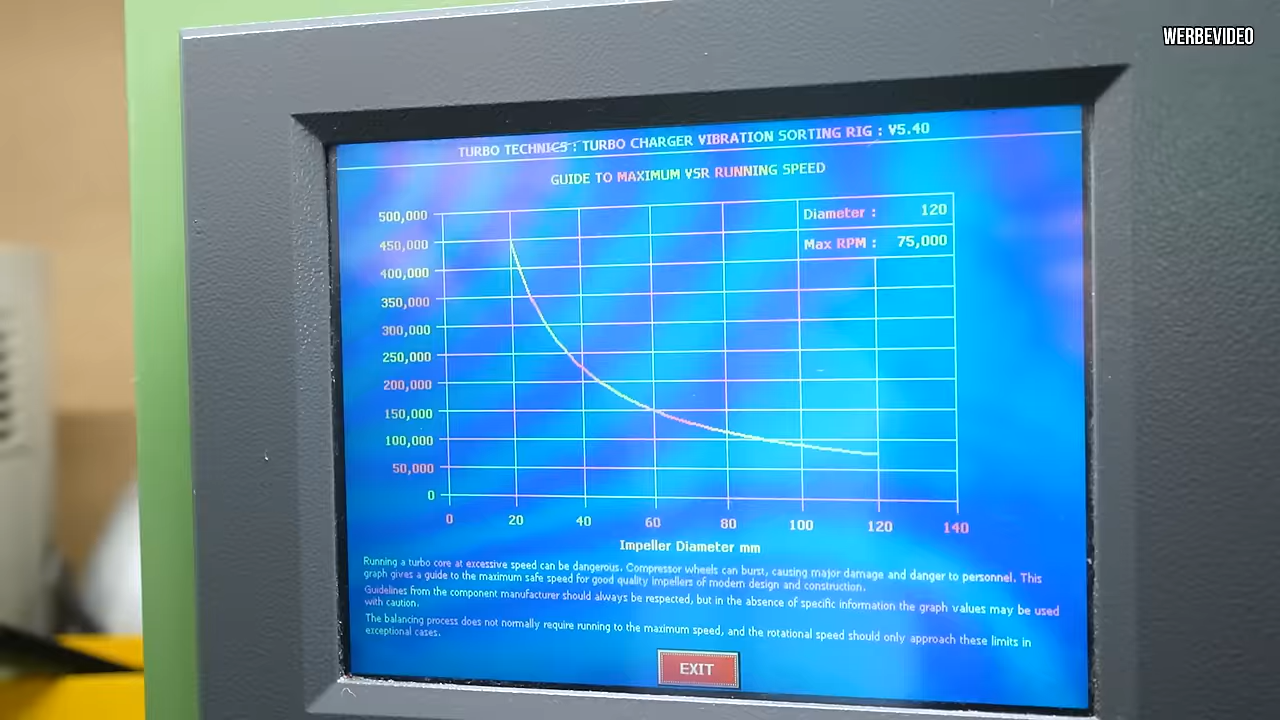 WERBEVIDEO
TURBO TECHNICS : TURBO CHARGER VIBRATION SORTING RIG : V5.40
GUIDE TO MAXIMUM VSR RUNNING SPEED
Diameter : 120
Max RPM : 75,000
500,000
450,000
400,000
350,000
300,000
250,000
200,000
150,000
100,000
50,000
0
0 20 40 60 80 100 120 140
Impeller Diameter mm
Running a turbo core at excessive speed can be dangerous. Compressor wheels can burst, causing major damage and danger to personnel. This
graph gives a guide to the maximum safe speed for good quality impellers of modern design and construction.
Guidelines from the component manufacturer should always be respected, but in the absence of specific information the graph values may be used
with caution.
The balancing process does not normally require running to the maximum speed, and the rotational speed should only approach these limits in
exceptional cases.
EXIT